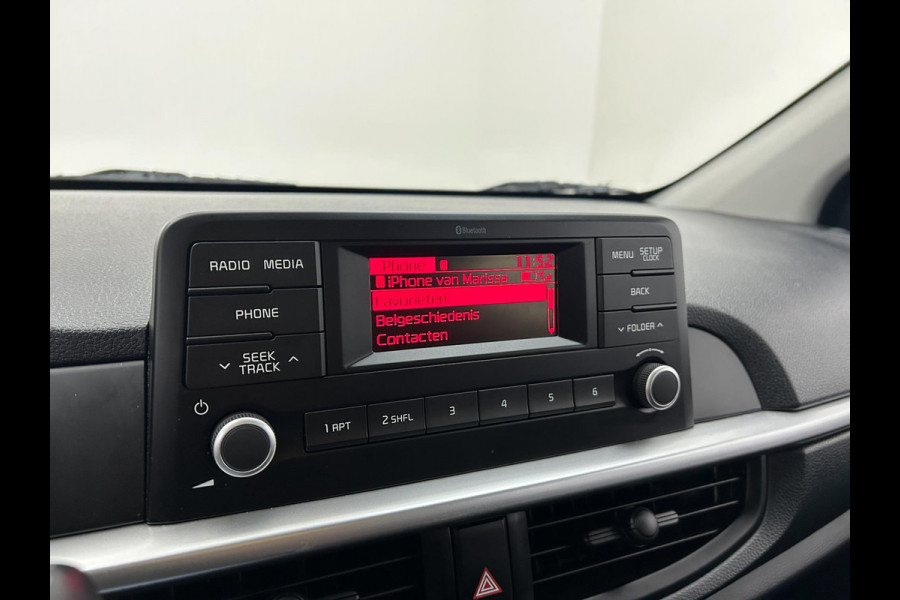 Bluetooth
RADIO MEDIA
PHONE
SEEK
TRACK
Phone 11:52
iPhone van Marisse
Favorieten
Belgeschiedenis
Contacten
MENU SETUP
CLOCK
BACK
FOLDER
1 RPT
2 SHFL
3
4
5
6